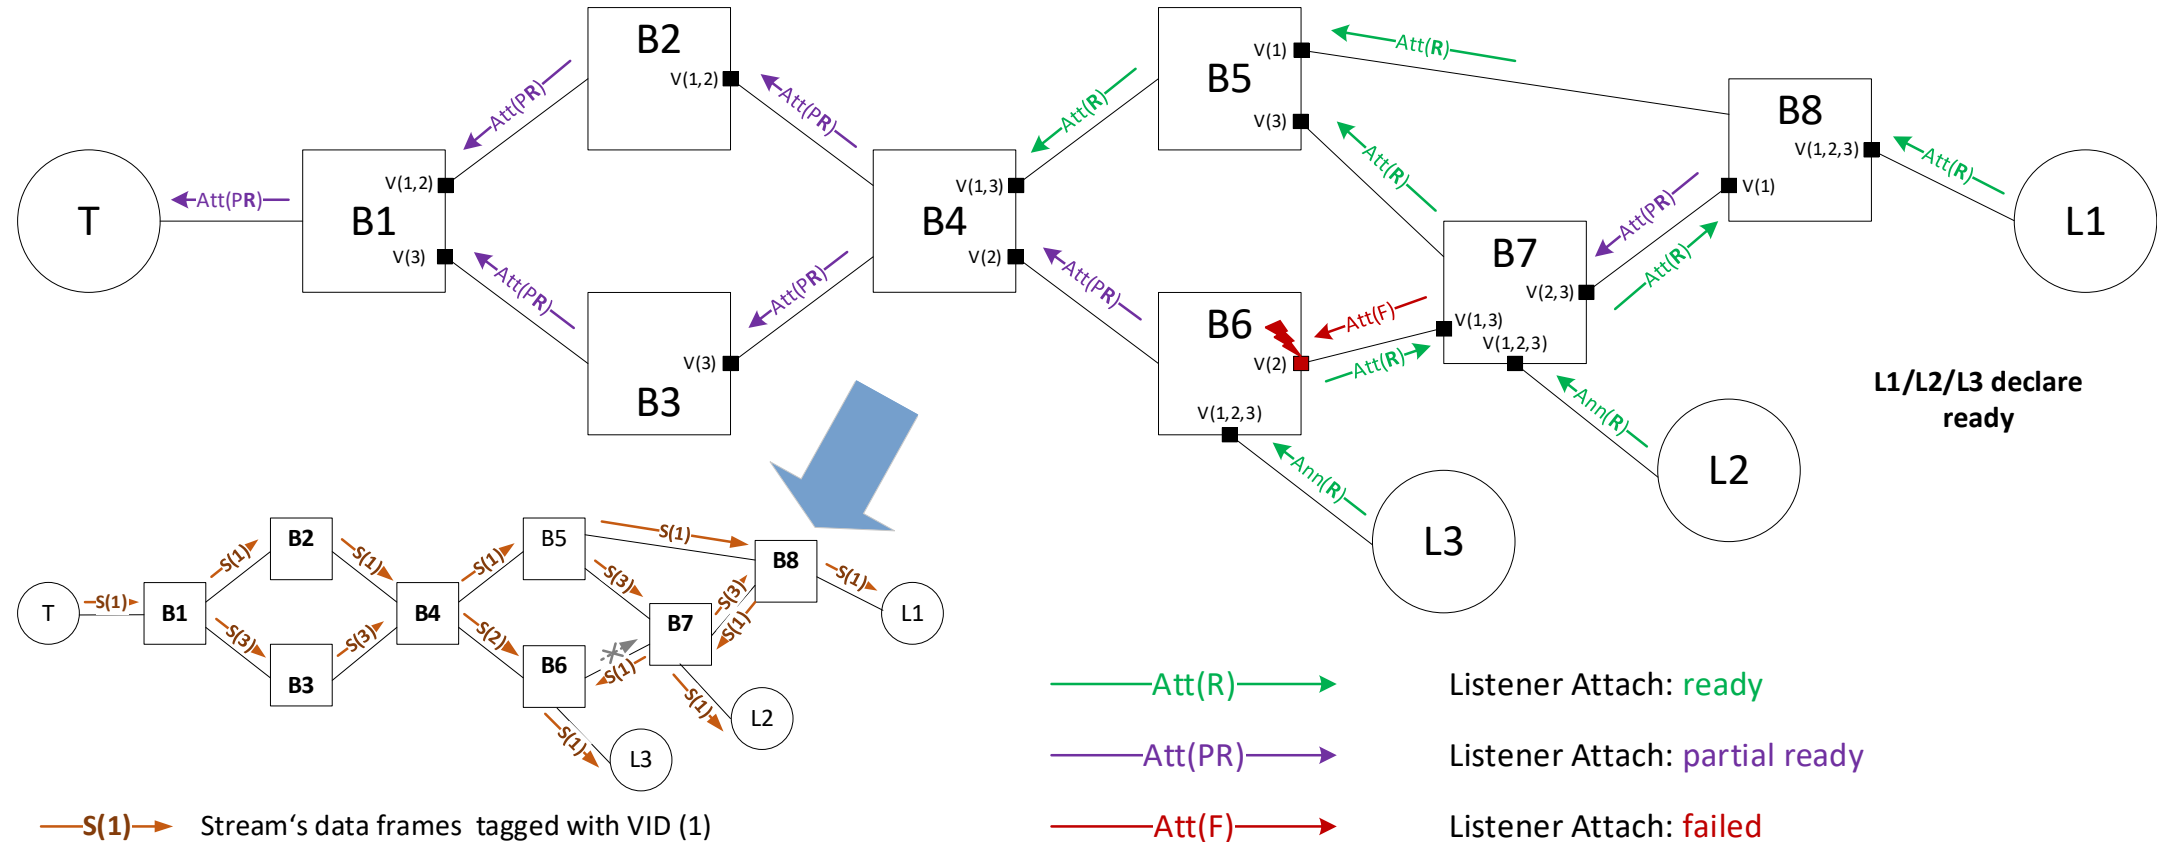 B2
V(1,2)
Att(PR)
Att(PR)
B5
V(1)
V(3)
Att(R)
Att(R)
Att(R)
B8
V(1,2,3)
V(1)
Att(R)
L1
T
Att(PR)
B1
V(1,2)
V(3)
B4
V(1,3)
V(2)
Att(PR)
Att(PR)
Att(PR)
B3
V(3)
B6
V(2)
V(1,2,3)
Att(F)
Att(R)
B7
V(2,3)
V(1,3)
V(1,2,3)
Att(PR)
Att(R)
Ann(R)
L2
Ann(R)
L3
L1/L2/L3 declare
ready
T
S(1)
B1
S(1)
B2
S(1)
S(3)
B3
S(3)
B4
S(1)
B5
S(1)
S(3)
S(2)
B6
S(1)
B7
S(3)
S(1)
B8
S(1)
L1
S(1)
L2
S(1)
L3
S(1)
Stream‘s data frames tagged with VID (1)
Att(R)
Listener Attach: ready
Att(PR)
Listener Attach: partial ready
Att(F)
Listener Attach: failed